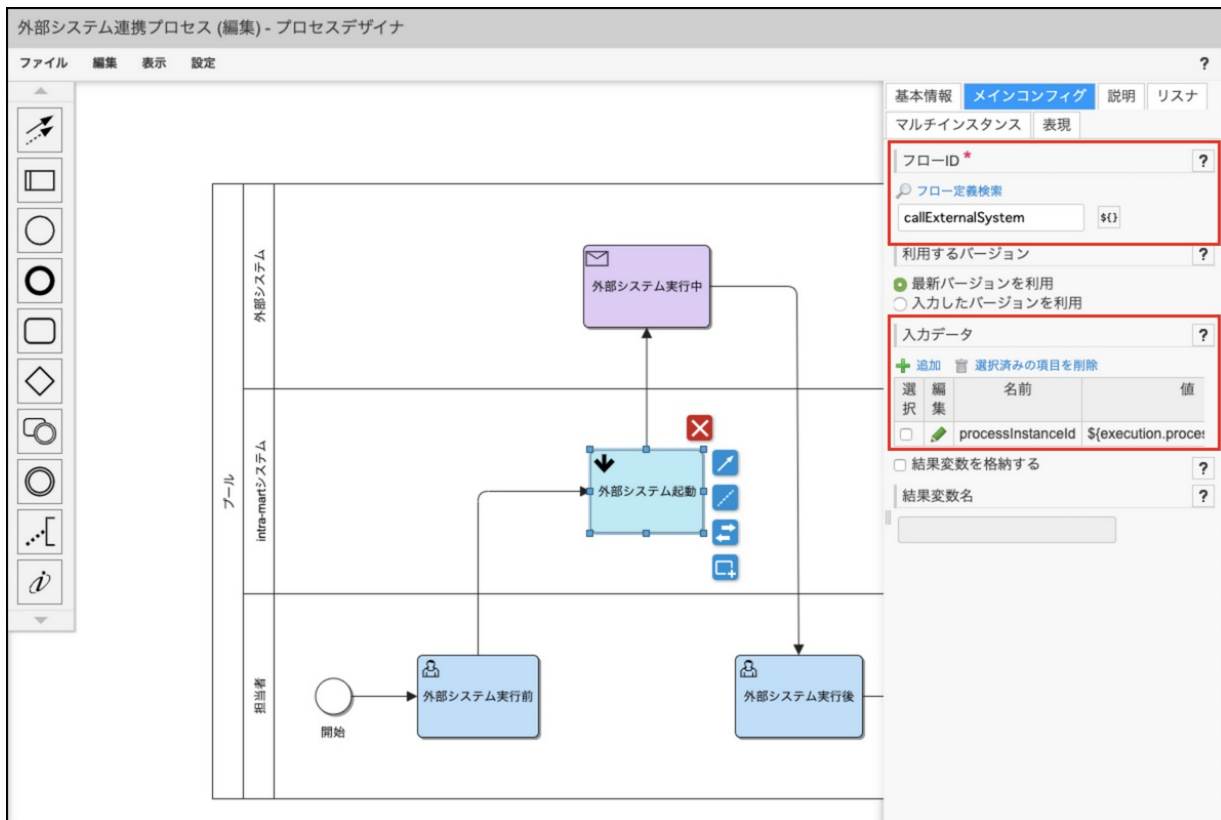 外部システム連携プロセス (編集) - プロセスデザイナ
ファイル 編集 表示 設定 ?
基本情報 メインコンフィグ 説明 リスナ
マルチインスタンス 表現
フローID * ?
フロー定義検索
callExternalSystem ${}
利用するバージョン ?
最新バージョンを利用
入力したバージョンを利用
入力データ ?
追加 選択済みの項目を削除
選択 編集 名前 値
processInstanceId ${execution.proces
結果変数を格納する ?
結果変数名 ?
プール
外部システム
外部システム実行中
intra-martシステム
外部システム起動
担当者
開始
外部システム実行前
外部システム実行後